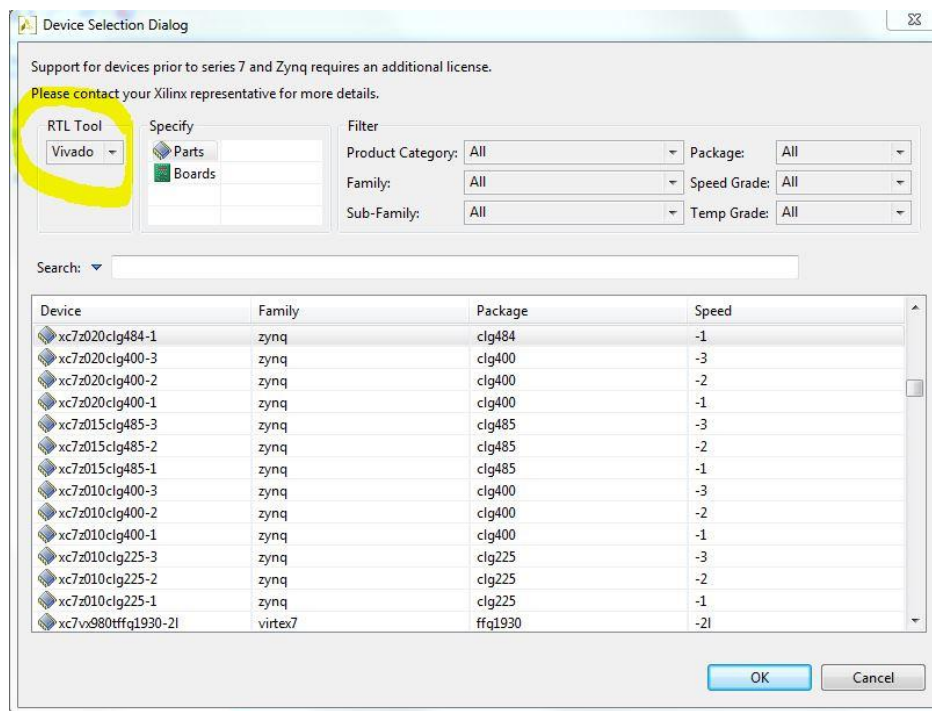 Device Selection Dialog
Support for devices prior to series 7 and Zynq requires an additional license.
Please contact your Xilinx representative for more details.
RTL Tool Specify Filter
Vivado Parts Product Category: All Package: All
Boards Family: All Speed Grade: All
Sub-Family: All Temp Grade: All
Search:
Device Family Package Speed
xc7z020clg484-1 zynq clg484 -1
xc7z020clg400-3 zynq clg400 -3
xc7z020clg400-2 zynq clg400 -2
xc7z020clg400-1 zynq clg400 -1
xc7z015clg485-3 zynq clg485 -3
xc7z015clg485-2 zynq clg485 -2
xc7z015clg485-1 zynq clg485 -1
xc7z010clg400-3 zynq clg400 -3
xc7z010clg400-2 zynq clg400 -2
xc7z010clg400-1 zynq clg400 -1
xc7z010clg225-3 zynq clg225 -3
xc7z010clg225-2 zynq clg225 -2
xc7z010clg225-1 zynq clg225 -1
xc7vx980tffg1930-2l virtex7 ffg1930 -2l
OK Cancel